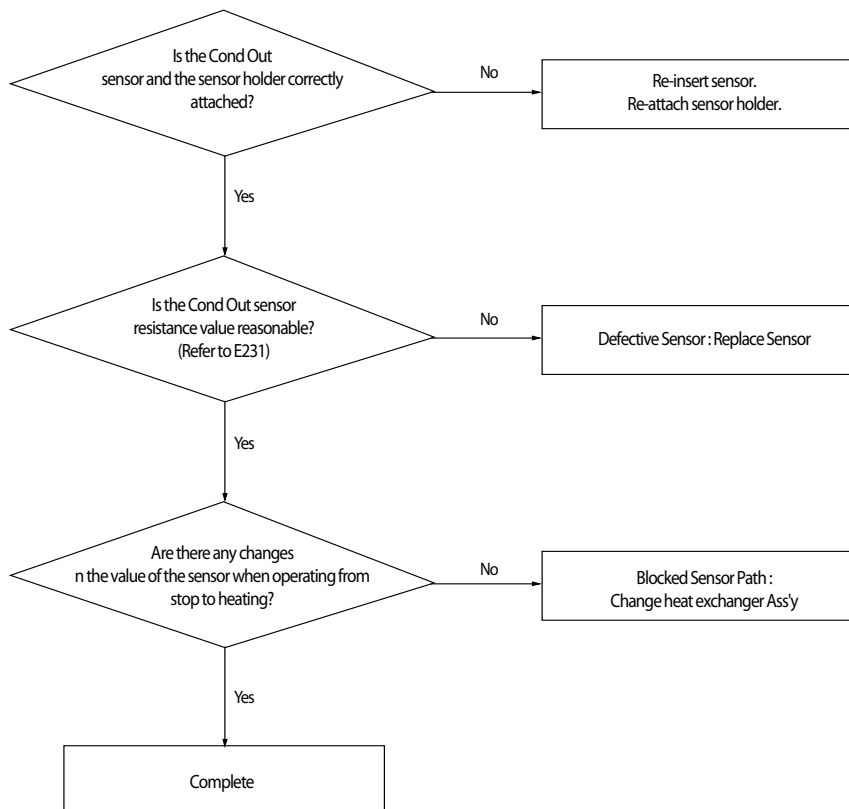 Is the Cond Out
sensor and the sensor holder correctly
attached?
No
Re-insert sensor.
Re-attach sensor holder.
Yes
Is the Cond Out sensor
resistance value reasonable?
(Refer to E231)
No
Defective Sensor : Replace Sensor
Yes
Are there any changes
n the value of the sensor when operating from
stop to heating?
No
Blocked Sensor Path :
Change heat exchanger Ass'y
Yes
Complete